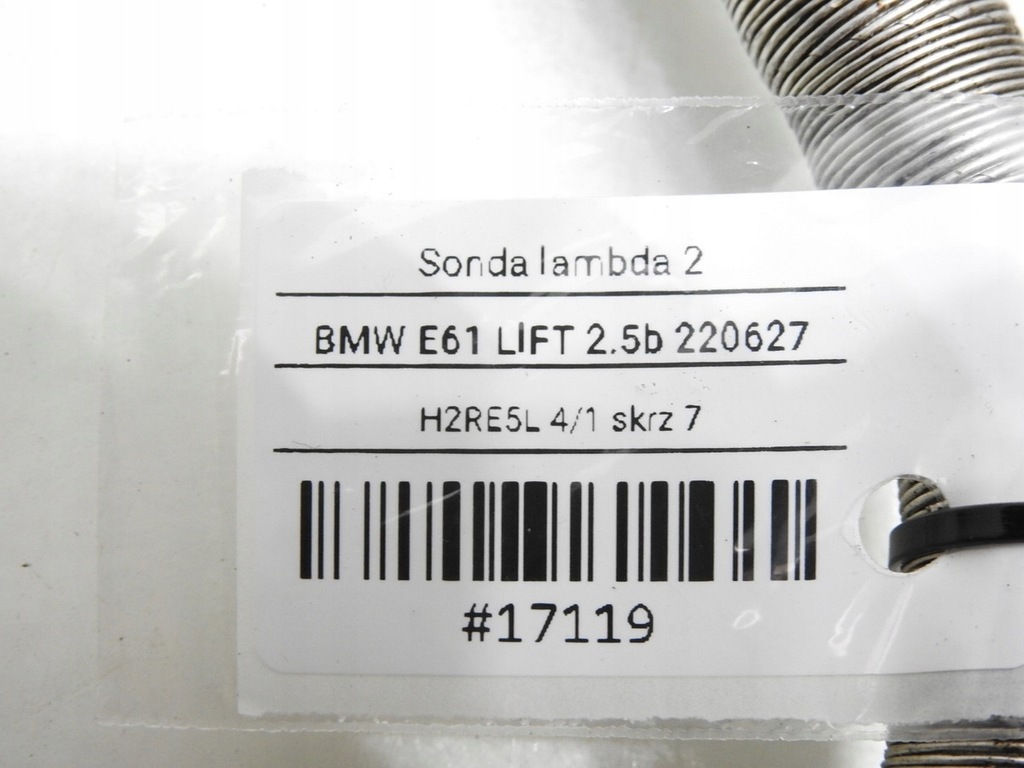 Sonda lambda 2
BMW E61 LIFT 2.5b 220627
H2RE5L 4/1 skrz 7
#17119